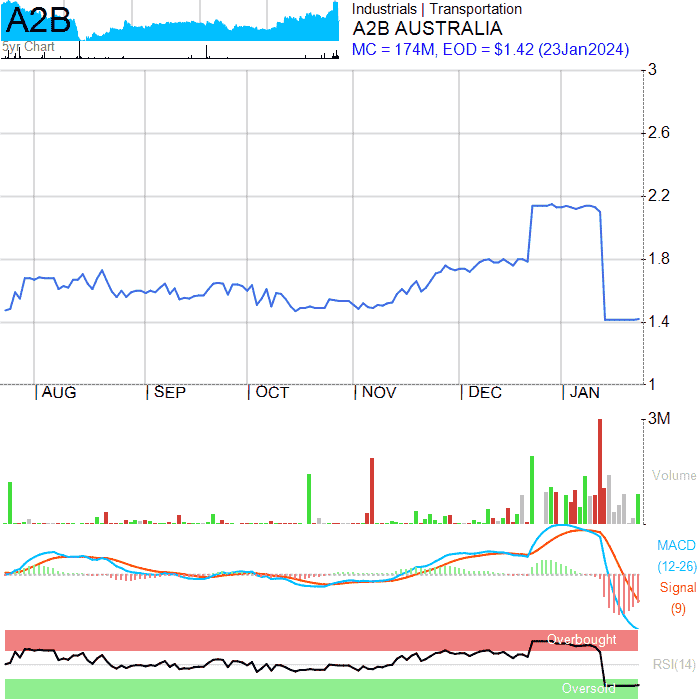 A2B
5yr Chart
Industrials | Transportation
A2B AUSTRALIA
MC = 174M, EOD = $1.42 (23Jan2024)
3
2.6
2.2
1.8
1.4
1
AUG SEP OCT NOV DEC JAN
3M
Volume
MACD
(12-26)
Signal
(9)
Overbought
RSI(14)
Oversold